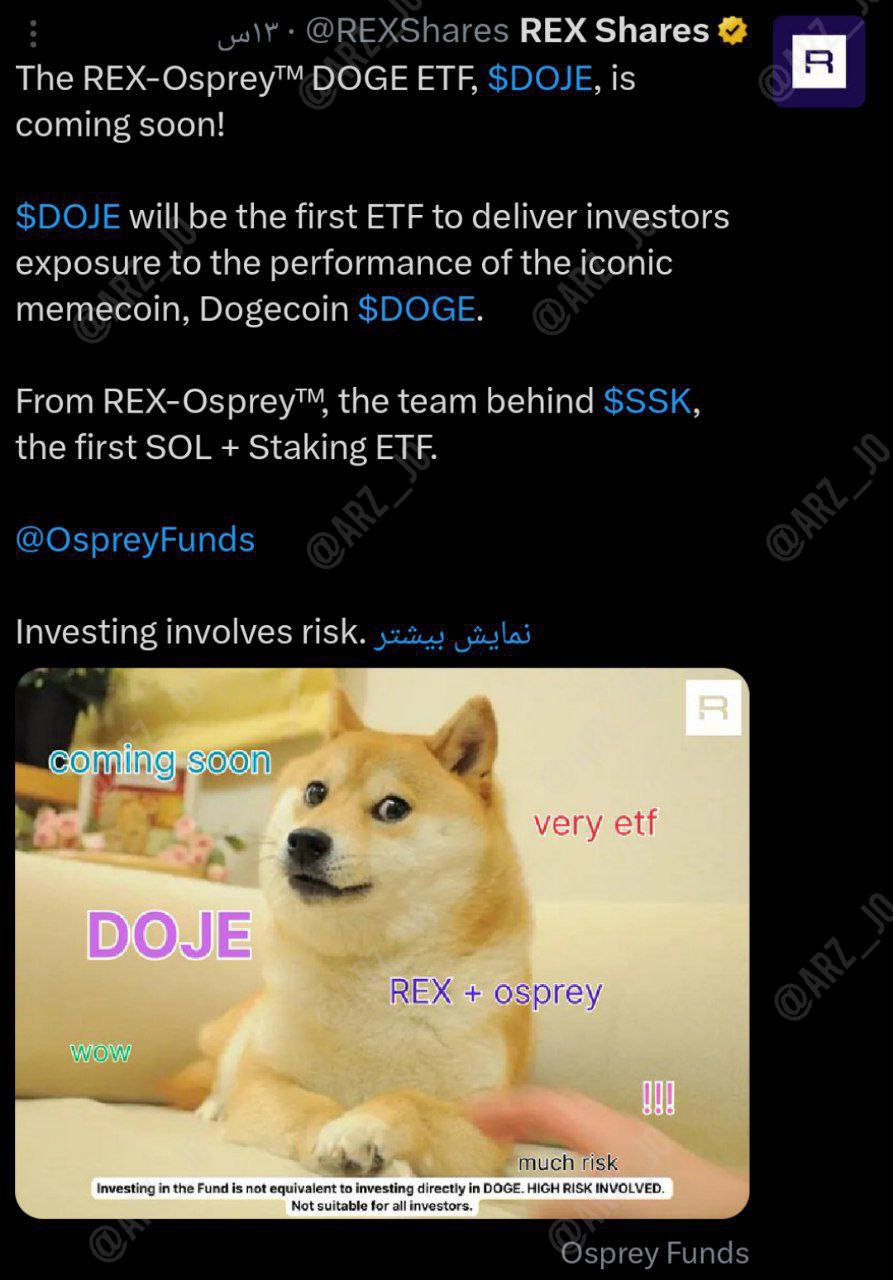 REX Shares @REXShares · ۱۳س
The REX-Osprey™ DOGE ETF, $DOJE, is
coming soon!
$DOJE will be the first ETF to deliver investors
exposure to the performance of the iconic
memecoin, Dogecoin $DOGE.
From REX-Osprey™, the team behind $SSK,
the first SOL + Staking ETF.
@OspreyFunds
Investing involves risk. نمایش بیشتر
coming soon
very etf
DOJE
REX + osprey
wow
!!!
much risk
Investing in the Fund is not equivalent to investing directly in DOGE. HIGH RISK INVOLVED.
Not suitable for all investors.
Osprey Funds
@ARZ__JO